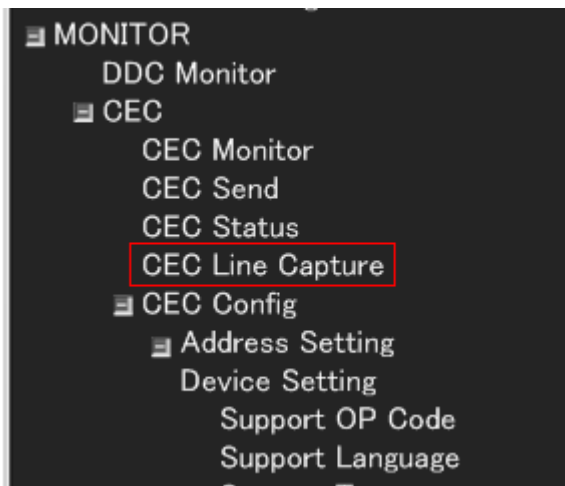 MONITOR
DDC Monitor
CEC
CEC Monitor
CEC Send
CEC Status
CEC Line Capture
CEC Config
Address Setting
Device Setting
Support OP Code
Support Language